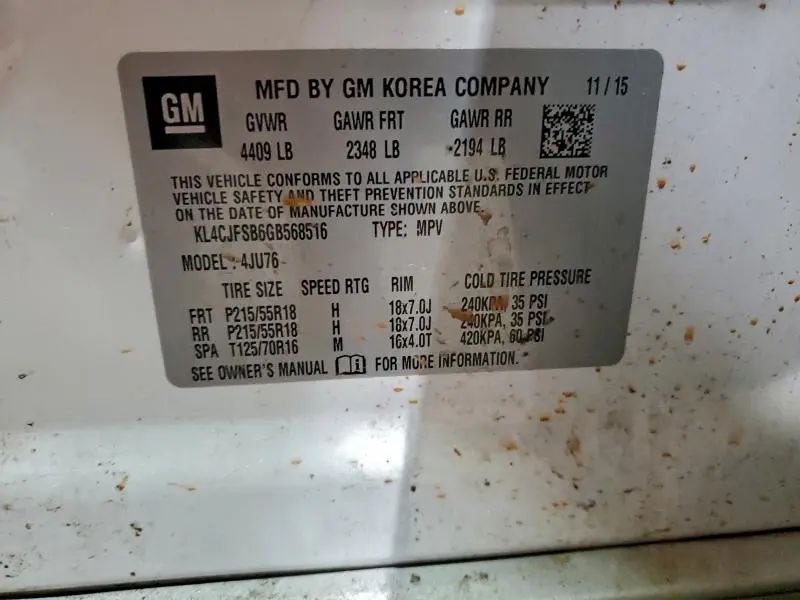 GM MFD BY GM KOREA COMPANY 11/15
GVWR GAWR FRT GAWR RR
4409 LB 2348 LB 2194 LB
THIS VEHICLE CONFORMS TO ALL APPLICABLE U.S. FEDERAL MOTOR
VEHICLE SAFETY AND THEFT PREVENTION STANDARDS IN EFFECT
ON THE DATE OF MANUFACTURE SHOWN ABOVE.
KL4CJFSB6GB568516 TYPE: MPV
MODEL: 4JU76
TIRE SIZE SPEED RTG RIM COLD TIRE PRESSURE
FRT P215/55R18 H 18x7.0J 240KPA, 35 PSI
RR P215/55R18 H 18x7.0J 240KPA, 35 PSI
SPA T125/70R16 M 16x4.0T 420KPA, 60 PSI
SEE OWNER'S MANUAL FOR MORE INFORMATION.